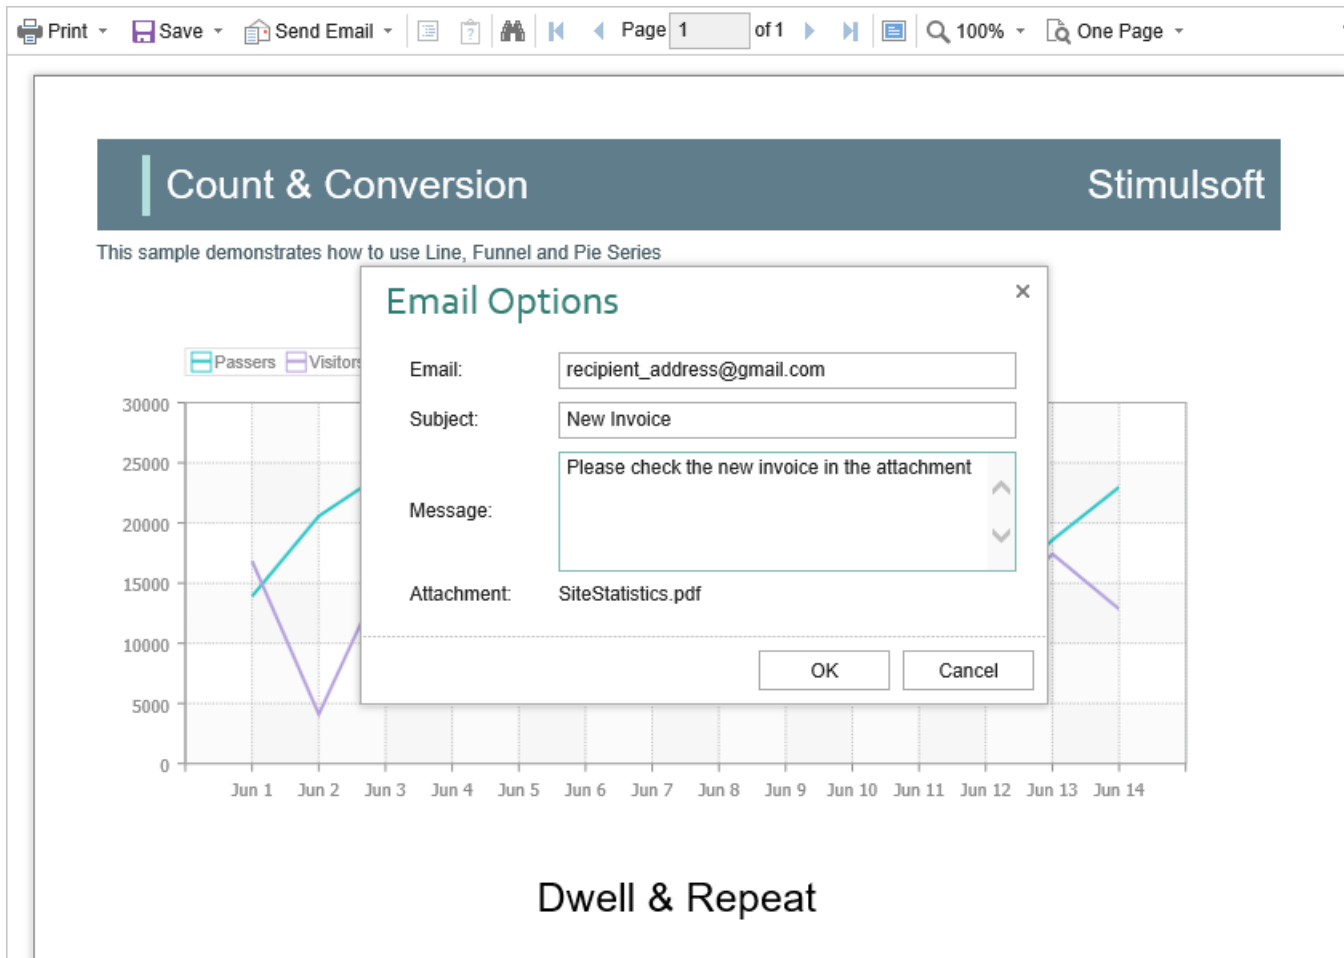 Print Save Send Email Page 1 of 1 100% One Page
Count & Conversion Stimulsoft
This sample demonstrates how to use Line, Funnel and Pie Series
Email Options
Passers Visitors
Email: recipient_address@gmail.com
Subject: New Invoice
Message: Please check the new invoice in the attachment
Attachment: SiteStatistics.pdf
OK Cancel
30000
25000
20000
15000
10000
5000
0
Jun 1 Jun 2 Jun 3 Jun 4 Jun 5 Jun 6 Jun 7 Jun 8 Jun 9 Jun 10 Jun 11 Jun 12 Jun 13 Jun 14
Dwell & Repeat